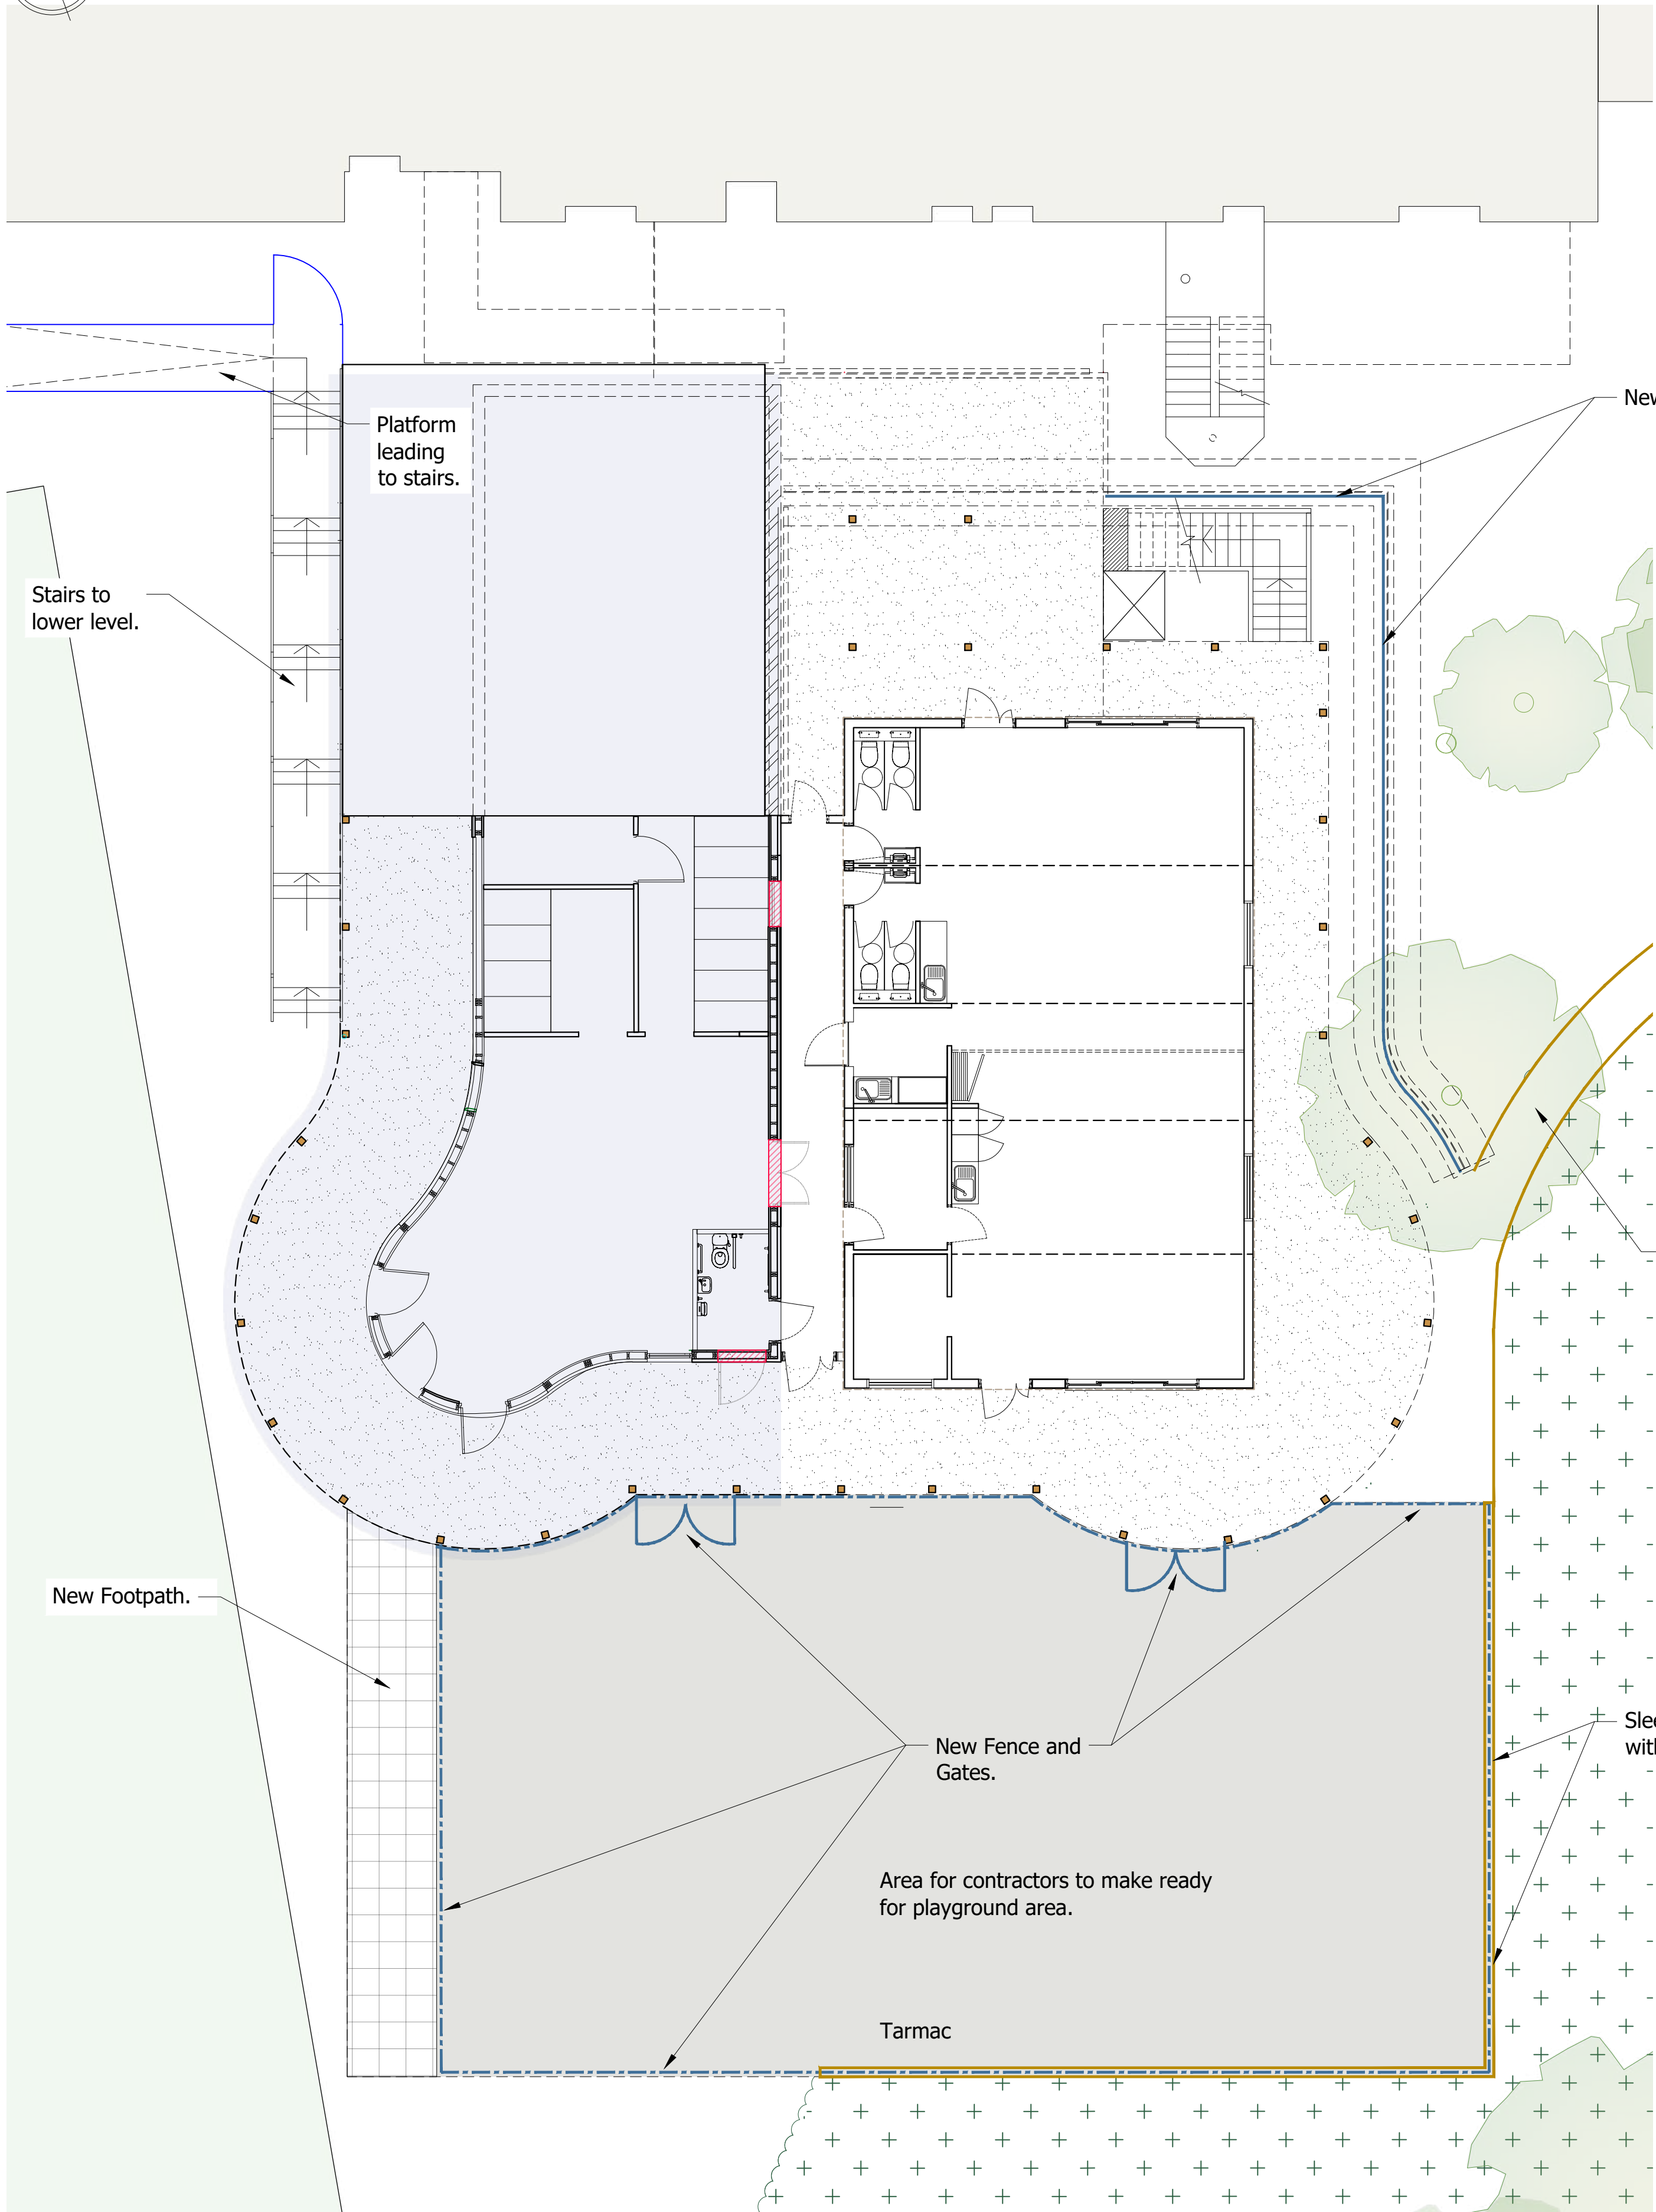 Platform
leading
to stairs.
Stairs to
lower level.
New Footpath.
New Fence and
Gates.
Area for contractors to make ready
for playground area.
Tarmac